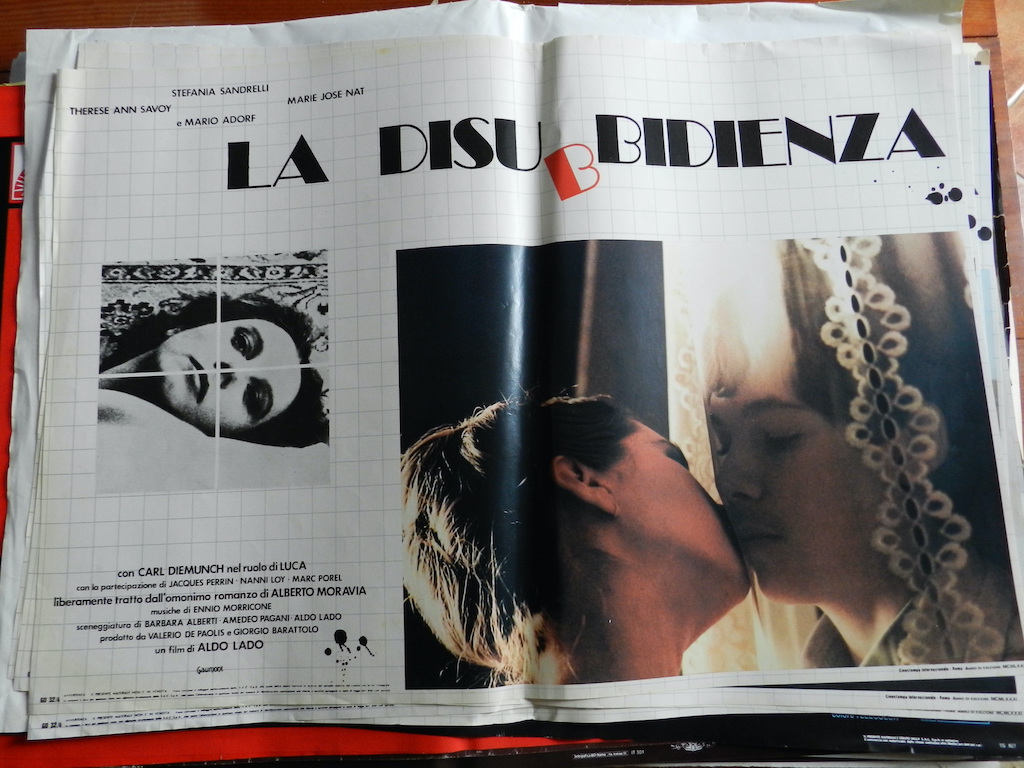 STEFANIA SANDRELLI
THERESE ANN SAVOY
MARIE JOSE NAT
e MARIO ADORF
LA DISUBBIDIENZA
con CARL DIEMUNCH nel ruolo di LUCA
con la partecipazione di JACQUES PERRIN · NANNI LOY · MARC POREL
liberamente tratto dall'omonimo romanzo di ALBERTO MORAVIA
musiche di ENNIO MORRICONE
sceneggiatura di BARBARA ALBERTI · AMEDEO PAGANI · ALDO LADO
prodotto da VALERIO DE PAOLIS e GIORGIO BARATTOLO
un film di ALDO LADO
Gaumont
Cinestampa Internazionale - Roma